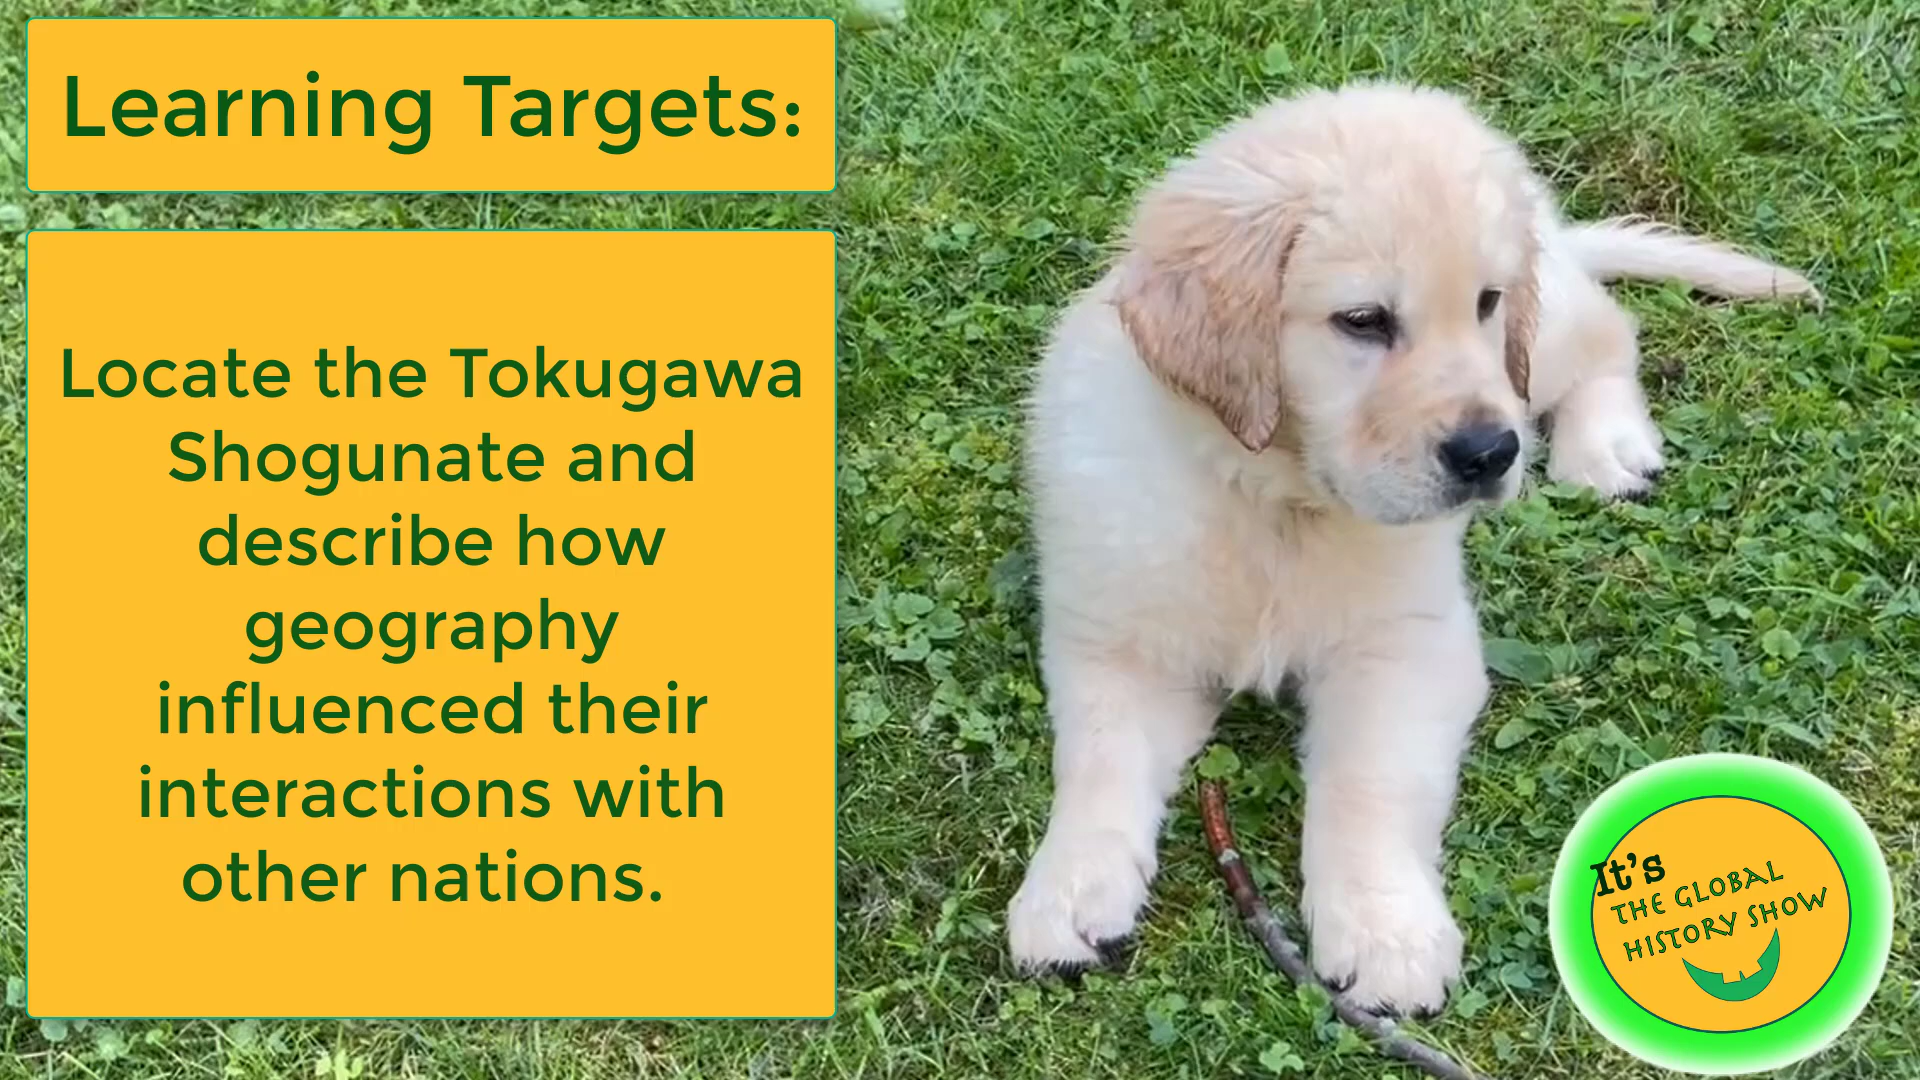 Learning Targets:
Locate the Tokugawa
Shogunate and
describe how
geography
influenced their
interactions with
other nations.
It's
THE GLOBAL
HISTORY SHOW